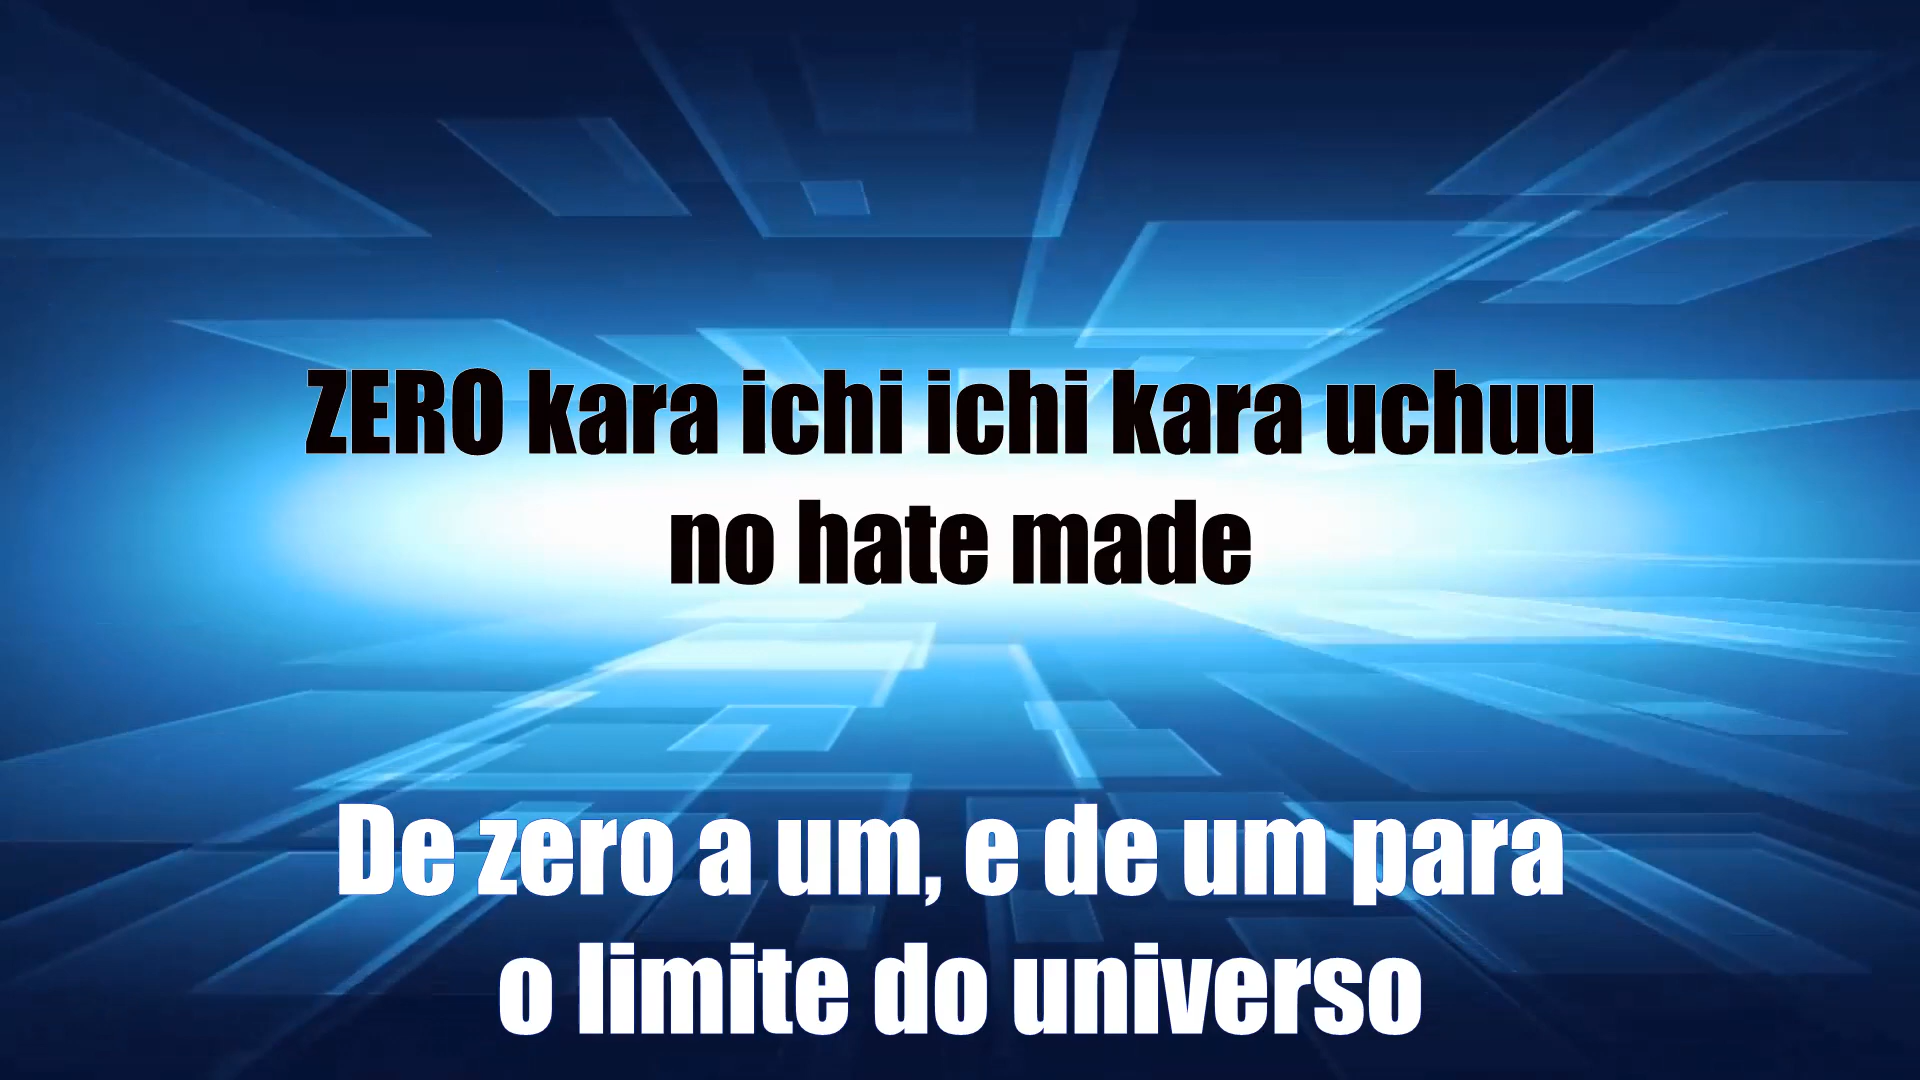 ZERO kara ichi ichi kara uchuu
no hate made
De zero a um, e de um para
o limite do universo